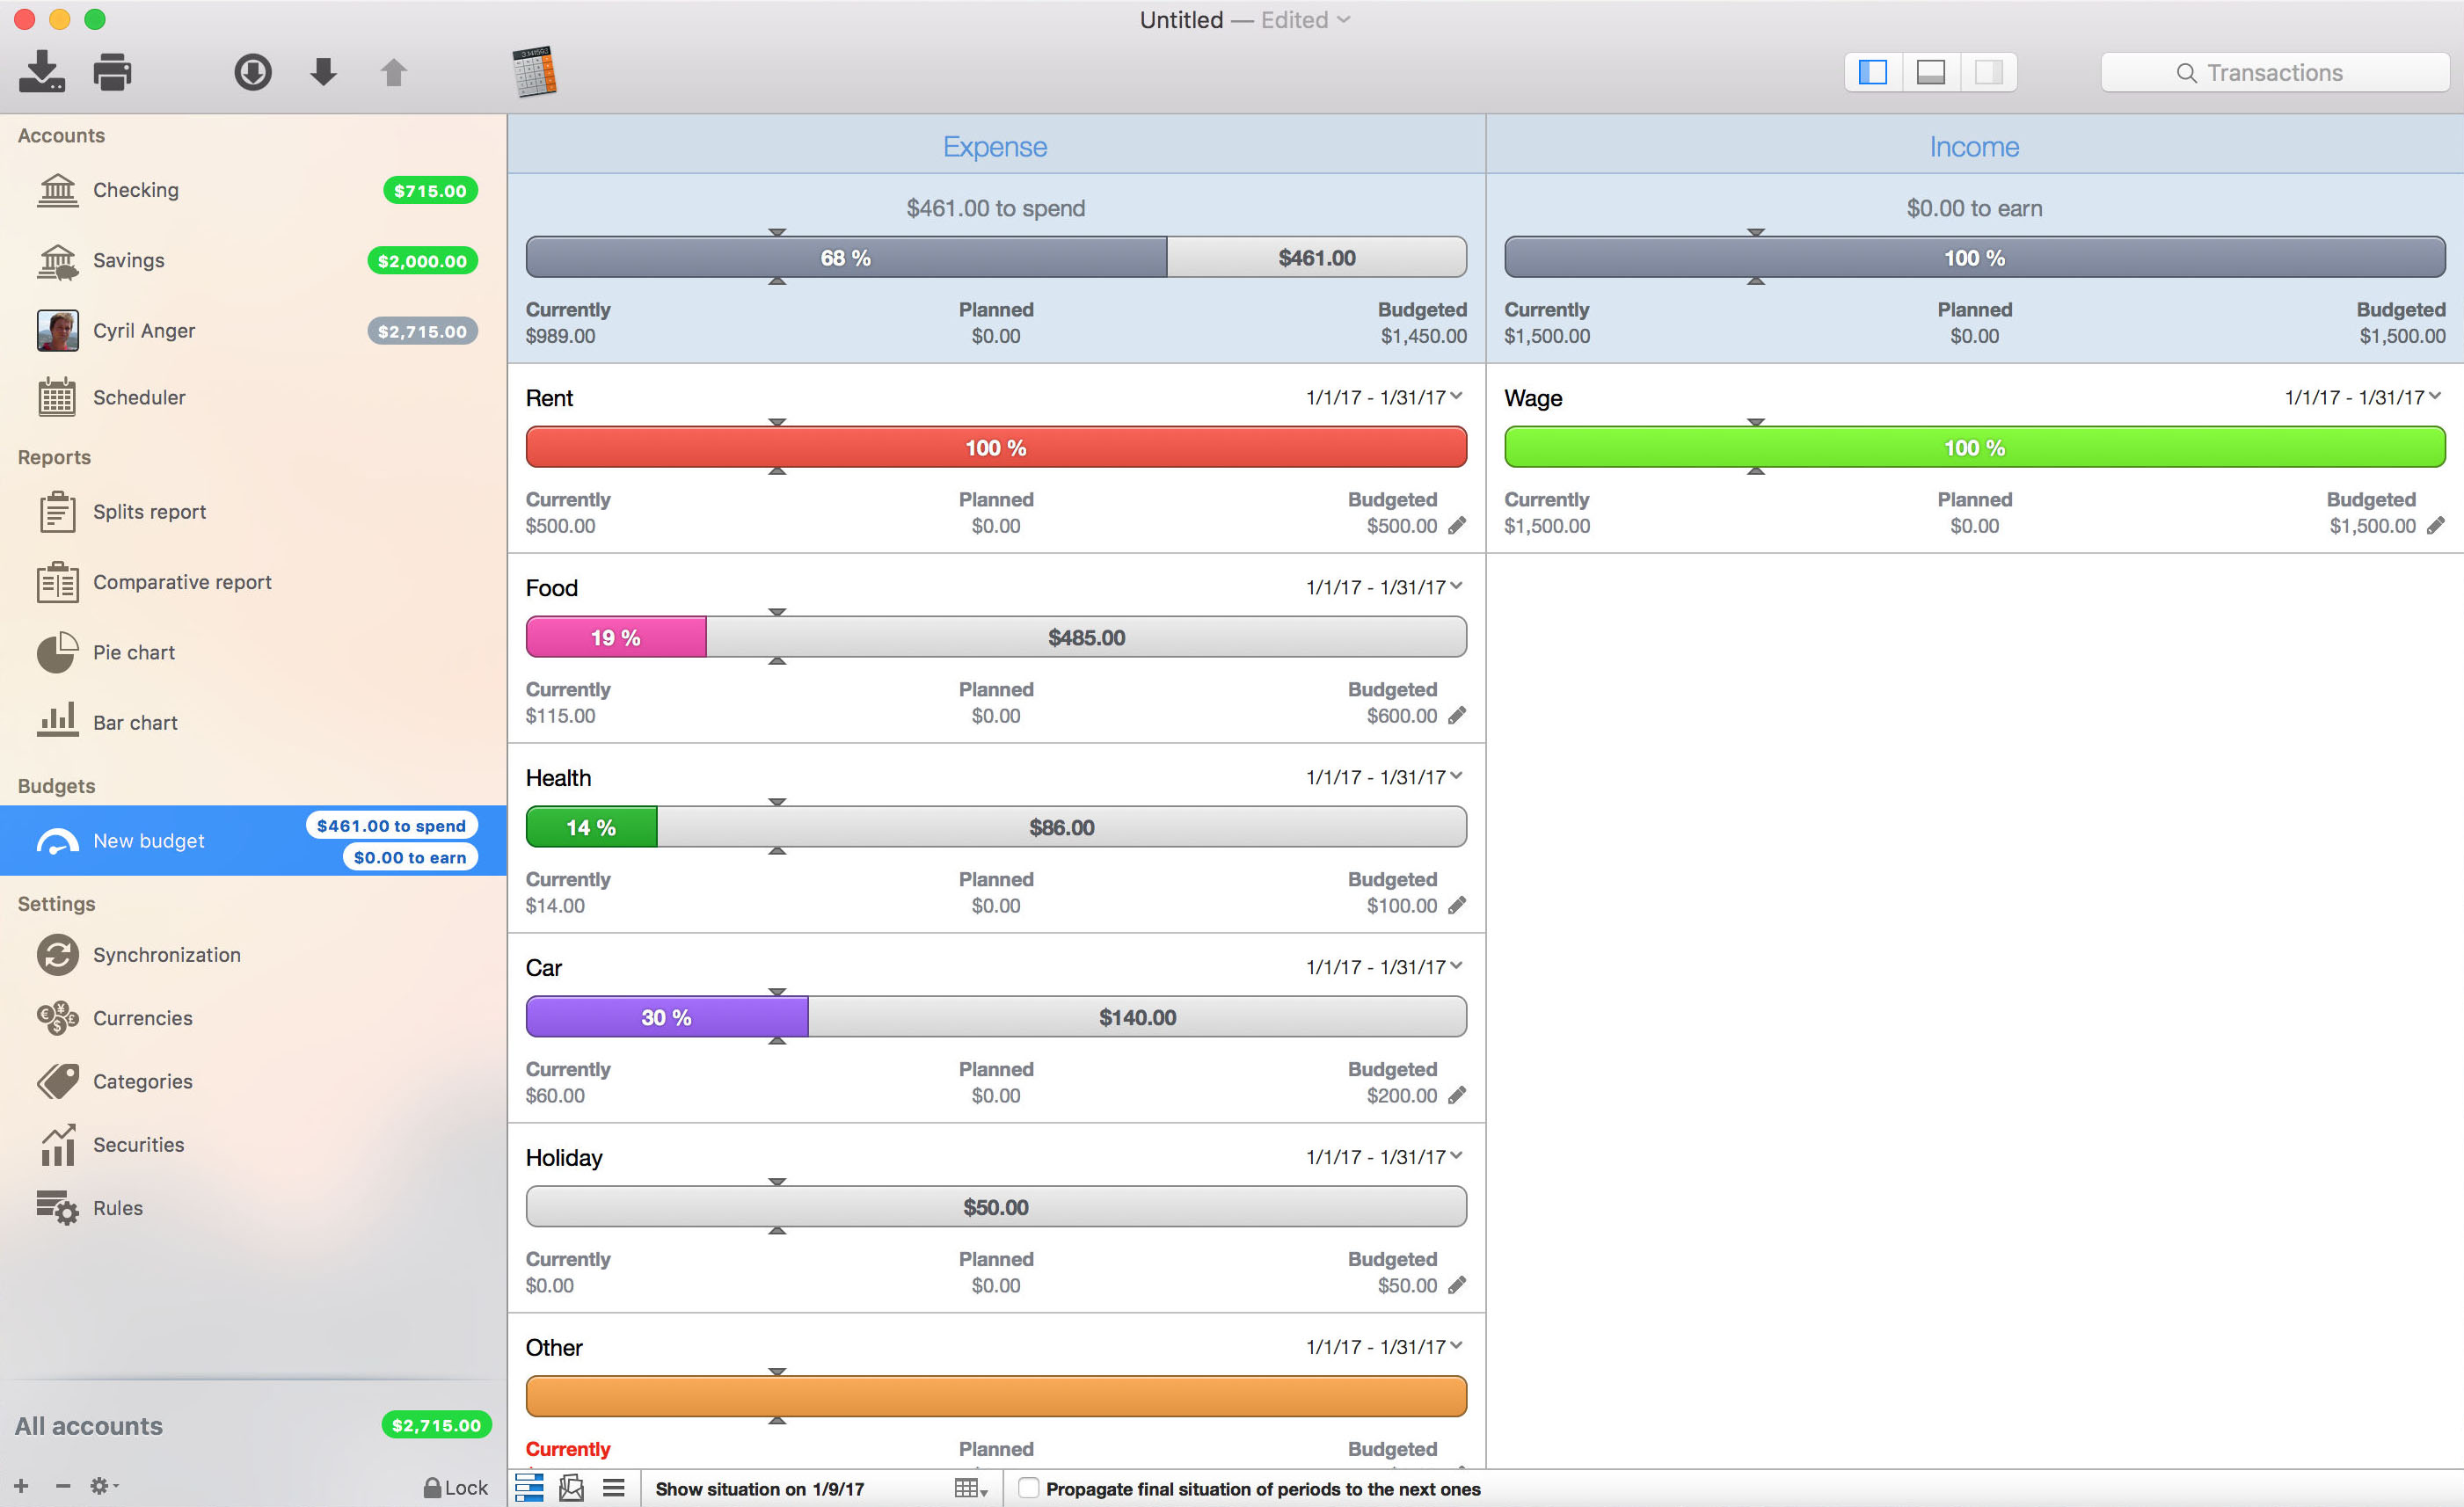 Untitled — Edited
Transactions
Accounts
Checking $715.00
Savings $2,000.00
Cyril Anger $2,715.00
Scheduler
Reports
Splits report
Comparative report
Pie chart
Bar chart
Budgets
New budget $461.00 to spend
$0.00 to earn
Settings
Synchronization
Currencies
Categories
Securities
Rules
All accounts $2,715.00
Lock
Expense
$461.00 to spend
68 % $461.00
Currently Planned Budgeted
$989.00 $0.00 $1,450.00
Rent 1/1/17 - 1/31/17
100 %
Currently Planned Budgeted
$500.00 $0.00 $500.00
Food 1/1/17 - 1/31/17
19 % $485.00
Currently Planned Budgeted
$115.00 $0.00 $600.00
Health 1/1/17 - 1/31/17
14 % $86.00
Currently Planned Budgeted
$14.00 $0.00 $100.00
Car 1/1/17 - 1/31/17
30 % $140.00
Currently Planned Budgeted
$60.00 $0.00 $200.00
Holiday 1/1/17 - 1/31/17
$50.00
Currently Planned Budgeted
$0.00 $0.00 $50.00
Other 1/1/17 - 1/31/17
Currently Planned Budgeted
Income
$0.00 to earn
100 %
Currently Planned Budgeted
$1,500.00 $0.00 $1,500.00
Wage 1/1/17 - 1/31/17
100 %
Currently Planned Budgeted
$1,500.00 $0.00 $1,500.00
Show situation on 1/9/17
Propagate final situation of periods to the next ones